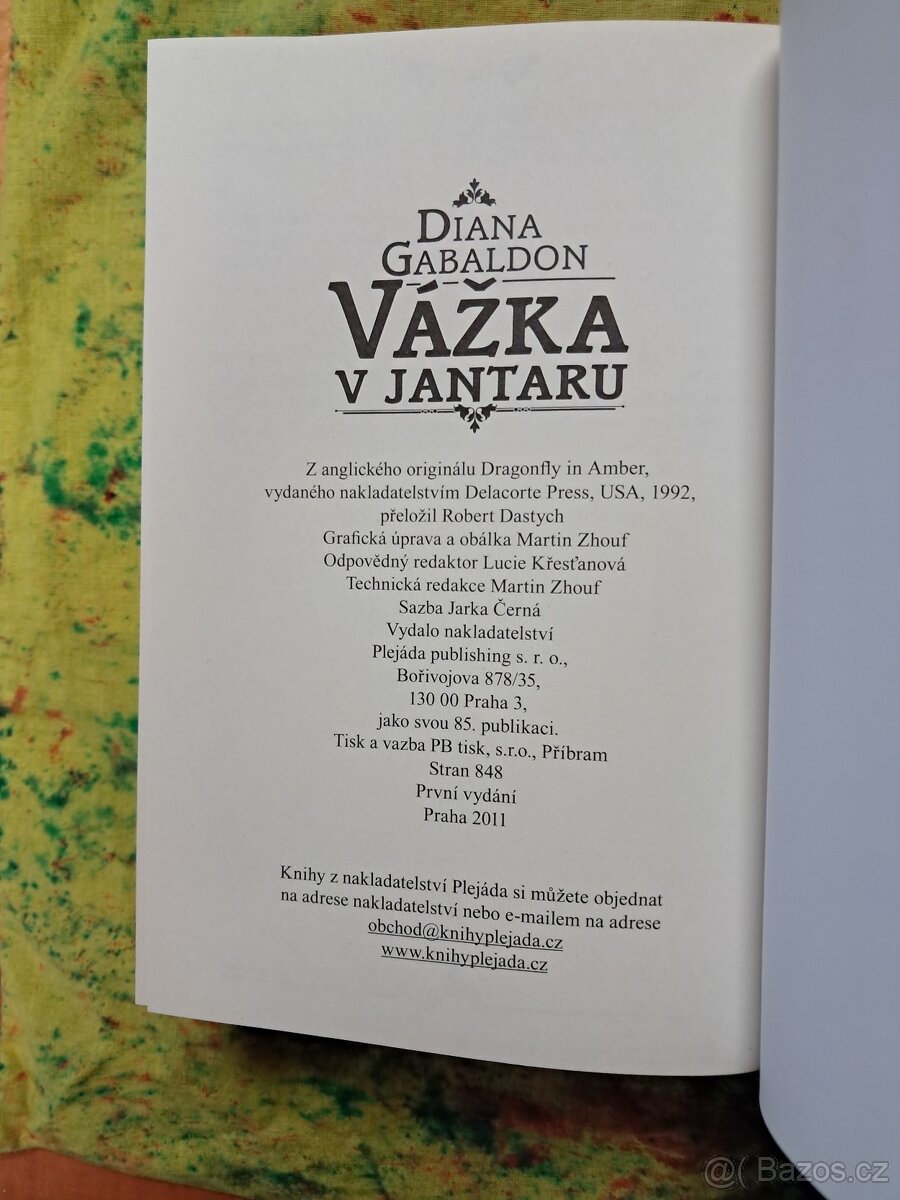 DIANA
GABALDON
VÁŽKA
V JANTARU
Z anglického originálu Dragonfly in Amber,
vydaného nakladatelstvím Delacorte Press, USA, 1992,
přeložil Robert Dastych
Grafická úprava a obálka Martin Zhouf
Odpovědný redaktor Lucie Křesťanová
Technická redakce Martin Zhouf
Sazba Jarka Černá
Vydalo nakladatelství
Plejáda publishing s. r. o.,
Bořivojova 878/35,
130 00 Praha 3,
jako svou 85. publikaci.
Tisk a vazba PB tisk, s.r.o., Příbram
Stran 848
První vydání
Praha 2011
Knihy z nakladatelství Plejáda si můžete objednat
na adrese nakladatelství nebo e-mailem na adrese
obchod@knihyplejada.cz
www.knihyplejada.cz
@( Bazos.cz